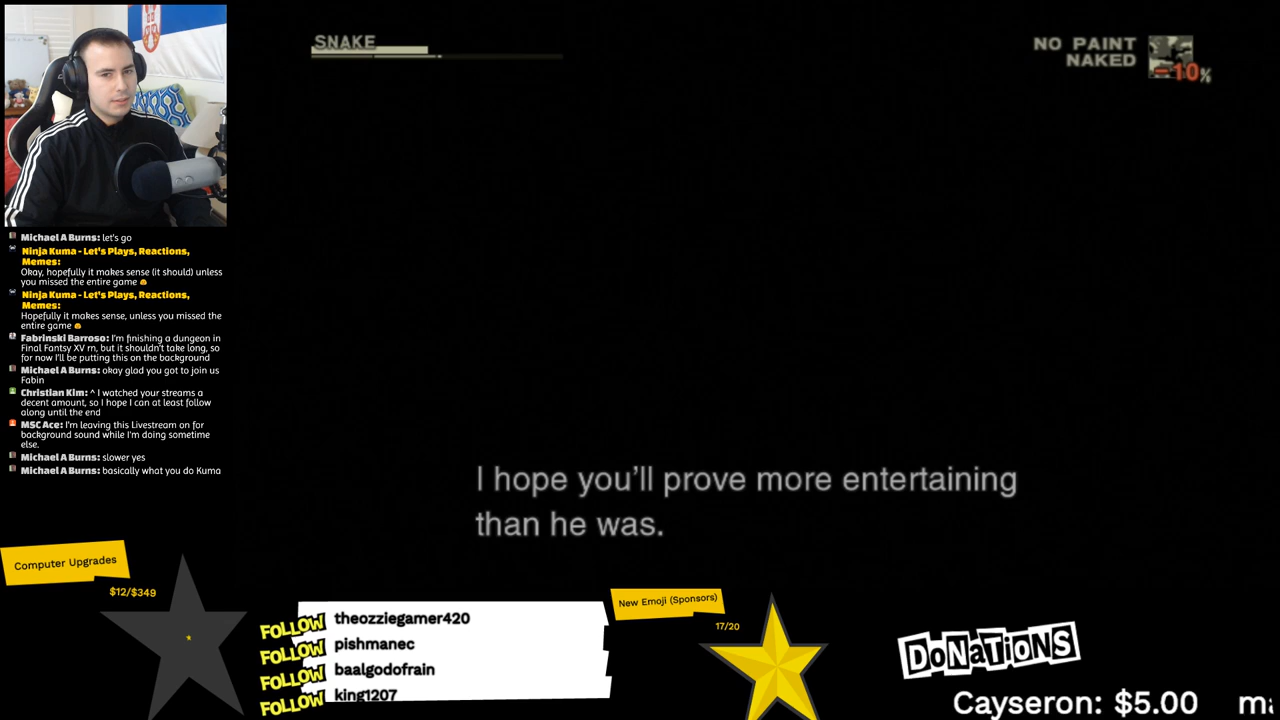 SNAKE
NO PAINT
NAKED
-10%
Michael A Burns: let's go
Ninja Kuma - Let's Plays, Reactions,
Memes:
Okay, hopefully it makes sense (it should) unless
you missed the entire game
Ninja Kuma - Let's Plays, Reactions,
Memes:
Hopefully it makes sense, unless you missed the
entire game
Fabrinski Barroso: I'm finishing a dungeon in
Final Fantsy XV rn, but it shouldn't take long, so
for now I'll be putting this on the background
Michael A Burns: okay glad you got to join us
Fabin
Christian Kim: ^ I watched your streams a
decent amount, so I hope I can at least follow
along until the end
MSC Ace: I'm leaving this Livestream on for
background sound while I'm doing sometime
else.
Michael A Burns: slower yes
Michael A Burns: basically what you do Kuma
I hope you'll prove more entertaining
than he was.
Computer Upgrades
$12/$349
FOLLOW theozziegamer420
FOLLOW pishmanec
FOLLOW baalgodofrain
FOLLOW king1207
New Emoji (Sponsors)
17/20
DONATIONS
Cayseron: $5.00